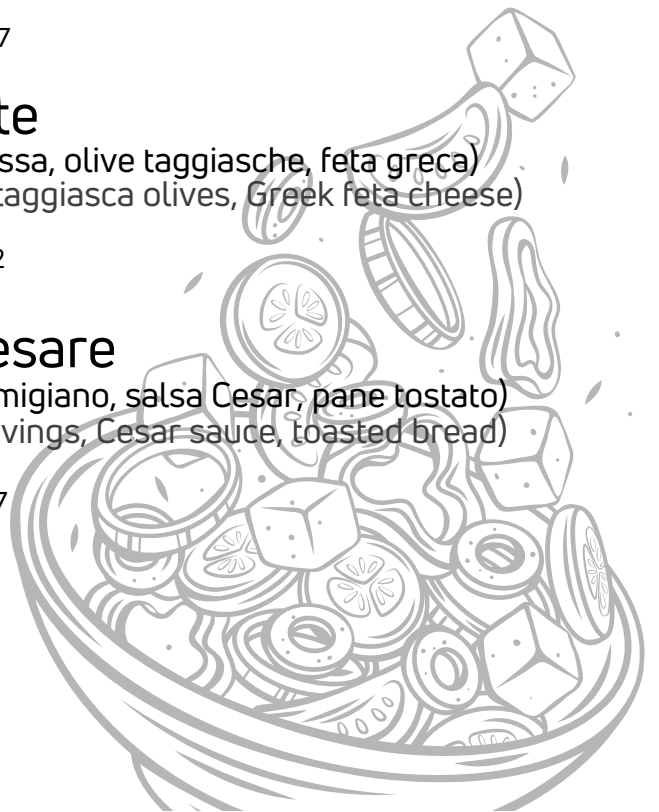 7
te
ssa, olive taggiasche, feta greca)
taggiasca olives, Greek feta cheese)
2
esare
migiano, salsa Cesar, pane tostato)
vings, Cesar sauce, toasted bread)
7